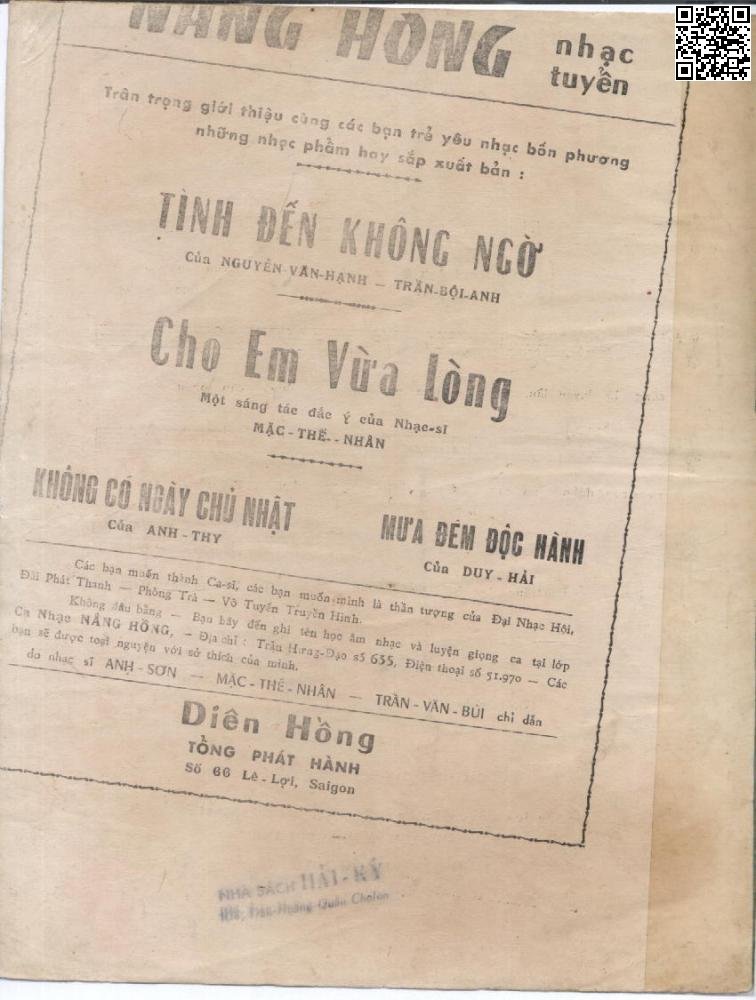 NẮNG HỒNG nhạc
tuyển
Trân trọng giới thiệu cùng các bạn trẻ yêu nhạc bốn phương
những nhạc phẩm hay sắp xuất bản :
TÌNH ĐẾN KHÔNG NGỜ
Của NGUYỄN-VĂN-HẠNH — TRẦN-BỘI-ANH
Cho Em Vừa Lòng
Một sáng tác đắc ý của Nhạc-sĩ
MẶC-THẾ--NHÂN
KHÔNG CÓ NGÀY CHỦ NHẬT
Của ANH-THY
MƯA ĐÊM ĐỘC HÀNH
Của DUY-HẢI
Các bạn muốn thành Ca-sĩ, các bạn muốn mình là thần tượng của Đại Nhạc Hội,
Đài Phát Thanh — Phòng Trà — Vô Tuyến Truyền Hình.
Không đâu bằng — Bạn hãy đến ghi tên học âm nhạc và luyện giọng ca tại lớp
Ca Nhạc NẮNG HỒNG, — Địa chỉ : Trần Hưng-Đạo số 635, Điện thoại số 51.970 — Các
bạn sẽ được toại nguyện với sở thích của mình.
do nhạc sĩ ANH-SƠN — MẶC-THẾ-NHÂN — TRẦN-VĂN-BÙI chỉ dẫn
Diên Hồng
TỔNG PHÁT HÀNH
Số 66 Lê-Lợi, Saigon
NHÀ SÁCH HẢI-KÝ
Tiền-Hoàng-Quân Cholon